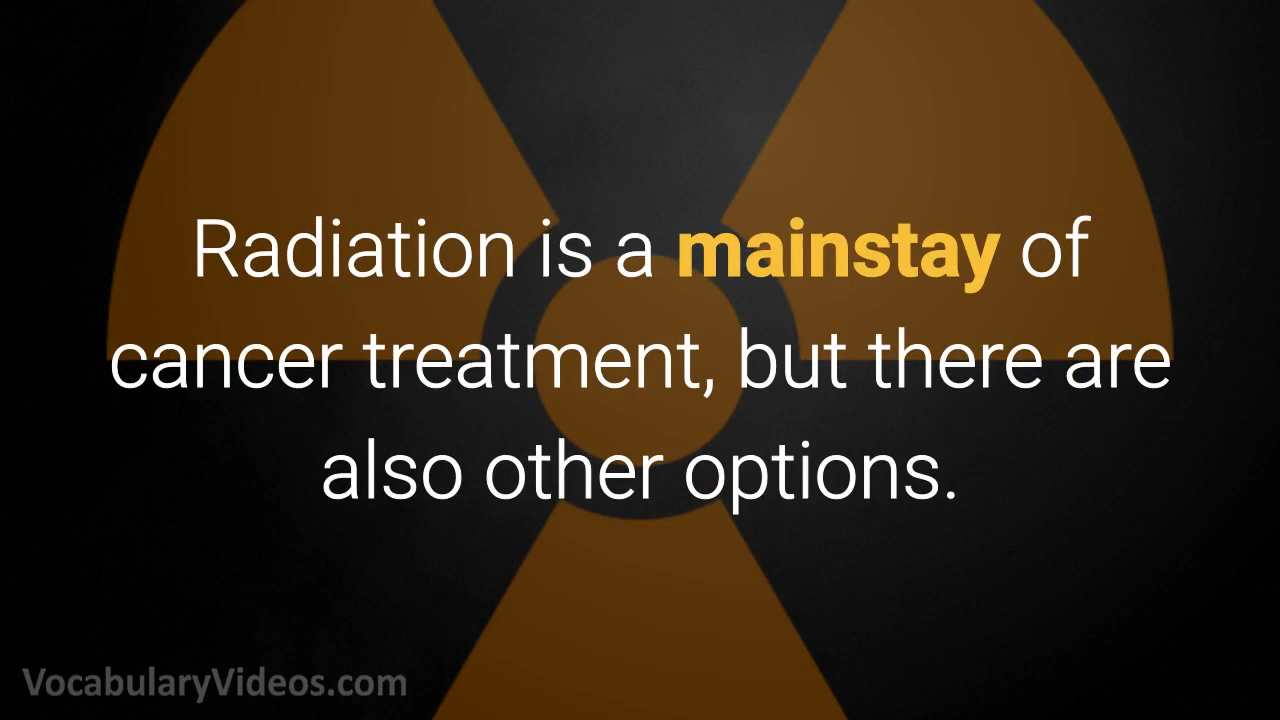 Radiation is a mainstay of
cancer treatment, but there are
also other options.
VocabularyVideos.com